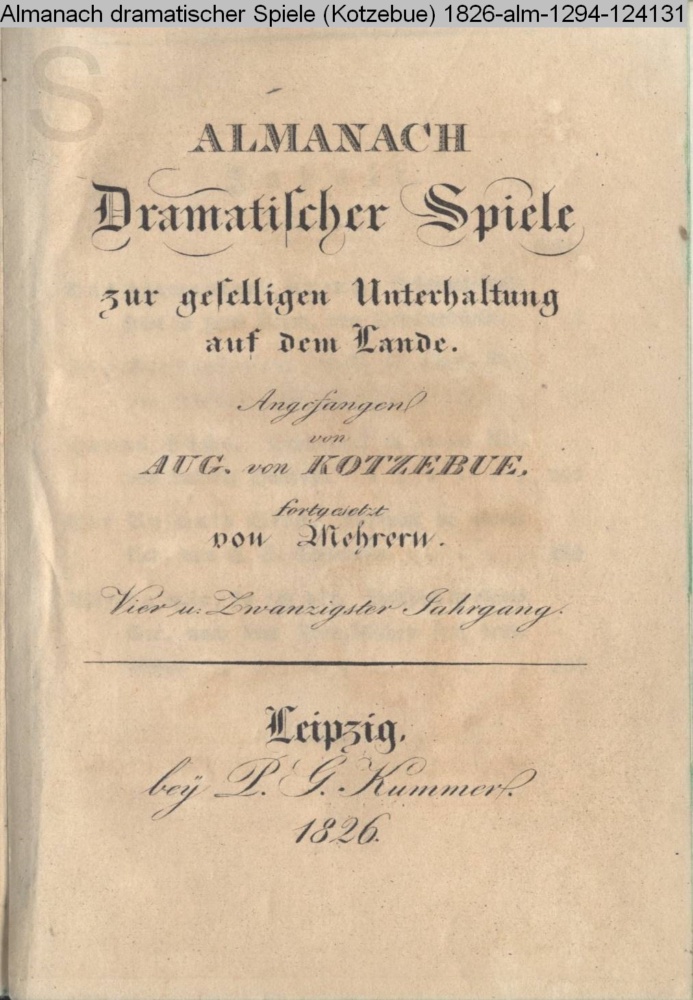 Almanach dramatischer Spiele (Kotzebue) 1826-alm-1294-124131
S
ALMANACH
Dramatiſcher Spiele
zur geſelligen Unterhaltung
auf dem Lande.
Angefangen
von
AUG. von KOTZEBUE.
fortgesetzt
von Mehrern.
Vier u: Zwanzigster Jahrgang.
Leipzig,
bey P. G. Kummer.
1826.